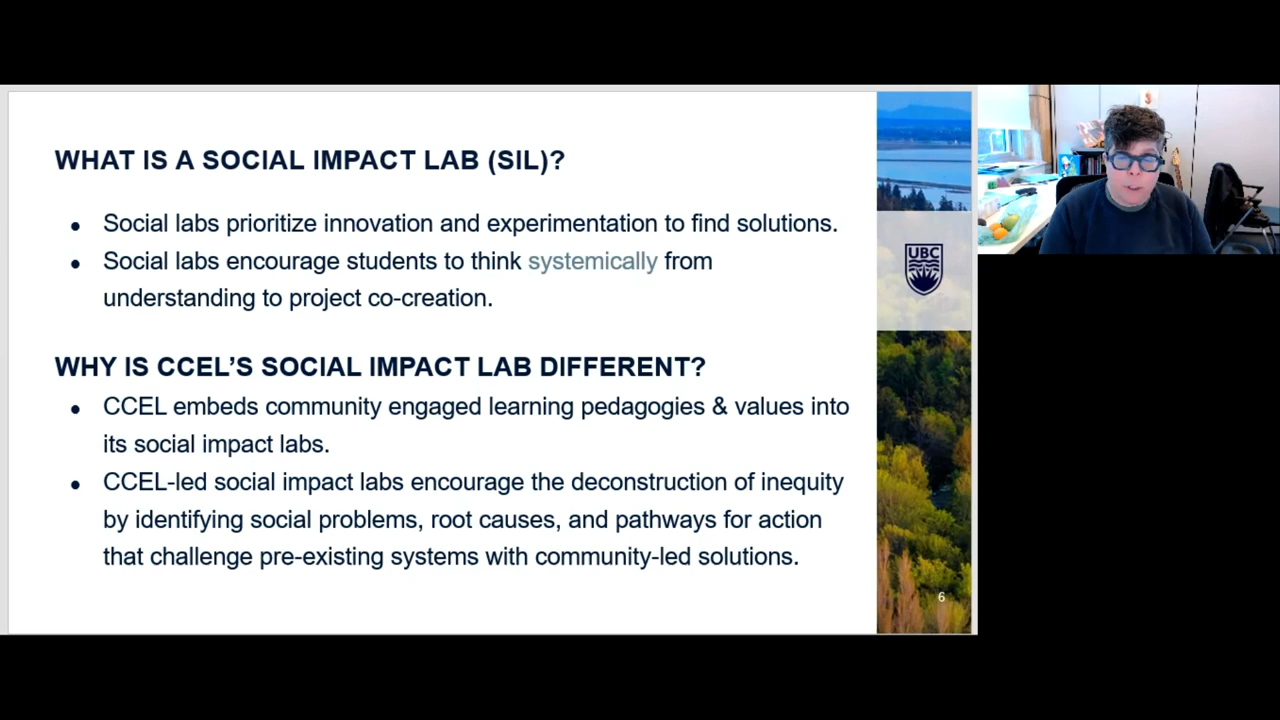 WHAT IS A SOCIAL IMPACT LAB (SIL)?
● Social labs prioritize innovation and experimentation to find solutions.
● Social labs encourage students to think systemically from
understanding to project co-creation.
WHY IS CCEL’S SOCIAL IMPACT LAB DIFFERENT?
● CCEL embeds community engaged learning pedagogies & values into
its social impact labs.
● CCEL-led social impact labs encourage the deconstruction of inequity
by identifying social problems, root causes, and pathways for action
that challenge pre-existing systems with community-led solutions.
UBC
6